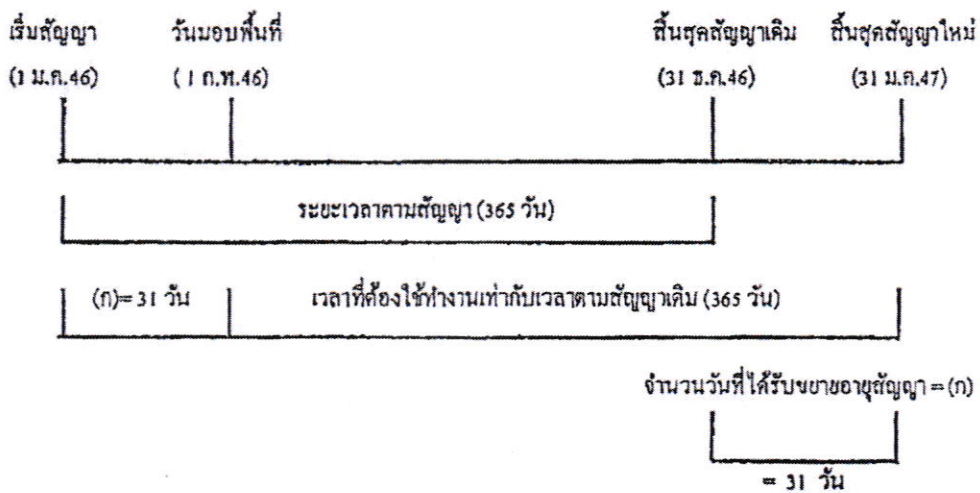 เริ่มสัญญา วันมอบพื้นที่ สิ้นสุดสัญญาเดิม สิ้นสุดสัญญาใหม่
(1 ม.ค.46) (1 ก.พ.46) (31 ธ.ค.46) (31 ม.ค.47)
ระยะเวลาตามสัญญา (365 วัน)
(ก)= 31 วัน เวลาที่ต้องใช้ทำงานเท่ากับเวลาตามสัญญาเดิม (365 วัน)
จำนวนวันที่ได้รับขยายอายุสัญญา = (ก)
= 31 วัน